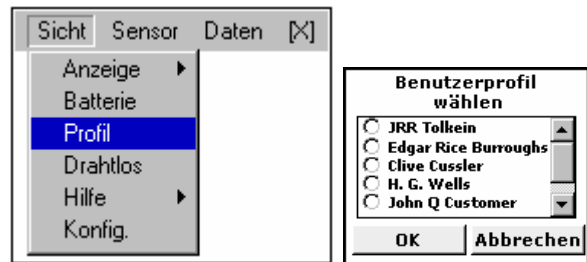 Sicht Sensor Daten [X]
Anzeige
Batterie
Profil
Drahtlos
Hilfe
Konfig.
Benutzerprofil
wählen
JRR Tolkein
Edgar Rice Burroughs
Clive Cussler
H. G. Wells
John Q Customer
OK Abbrechen